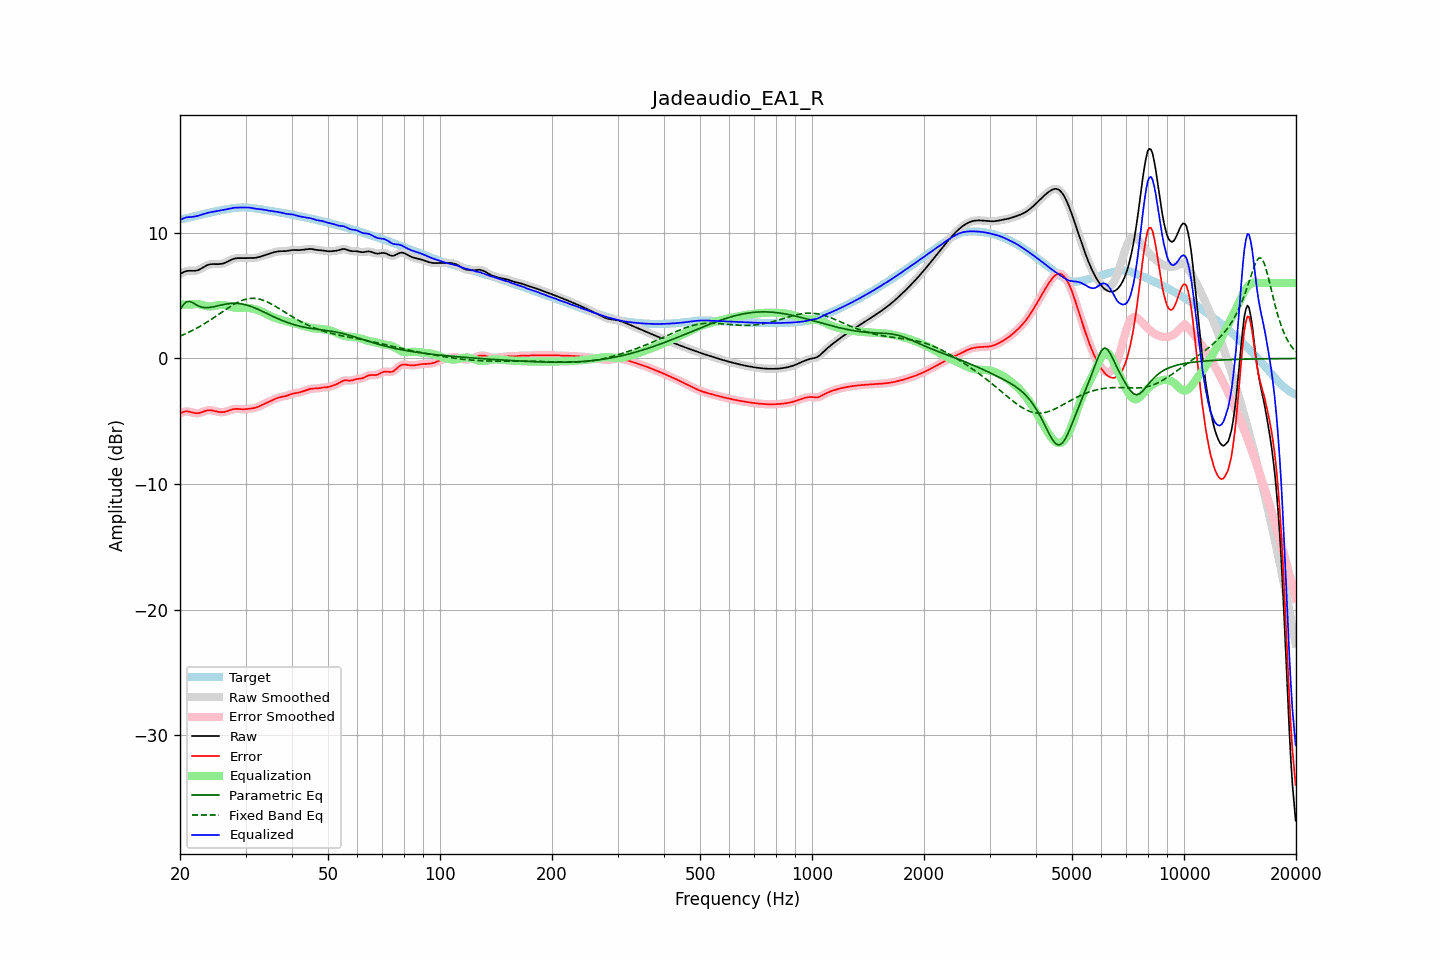 Jadeaudio_EA1_R
Amplitude (dBr)
10
0
−10
−20
−30
Target
Raw Smoothed
Error Smoothed
Raw
Error
Equalization
Parametric Eq
Fixed Band Eq
Equalized
20 50 100 200 500 1000 2000 5000 10000 20000
Frequency (Hz)